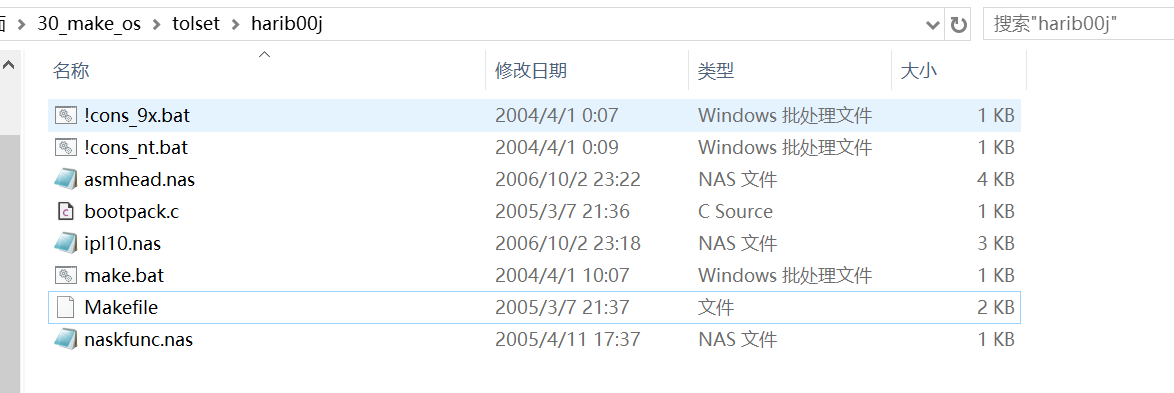 面 > 30_make_os > tolset > harib00j 搜索"harib00j"
名称 修改日期 类型 大小
!cons_9x.bat 2004/4/1 0:07 Windows 批处理文件 1 KB
!cons_nt.bat 2004/4/1 0:09 Windows 批处理文件 1 KB
asmhead.nas 2006/10/2 23:22 NAS 文件 4 KB
bootpack.c 2005/3/7 21:36 C Source 1 KB
ipl10.nas 2006/10/2 23:18 NAS 文件 3 KB
make.bat 2004/4/1 10:07 Windows 批处理文件 1 KB
Makefile 2005/3/7 21:37 文件 2 KB
naskfunc.nas 2005/4/11 17:37 NAS 文件 1 KB